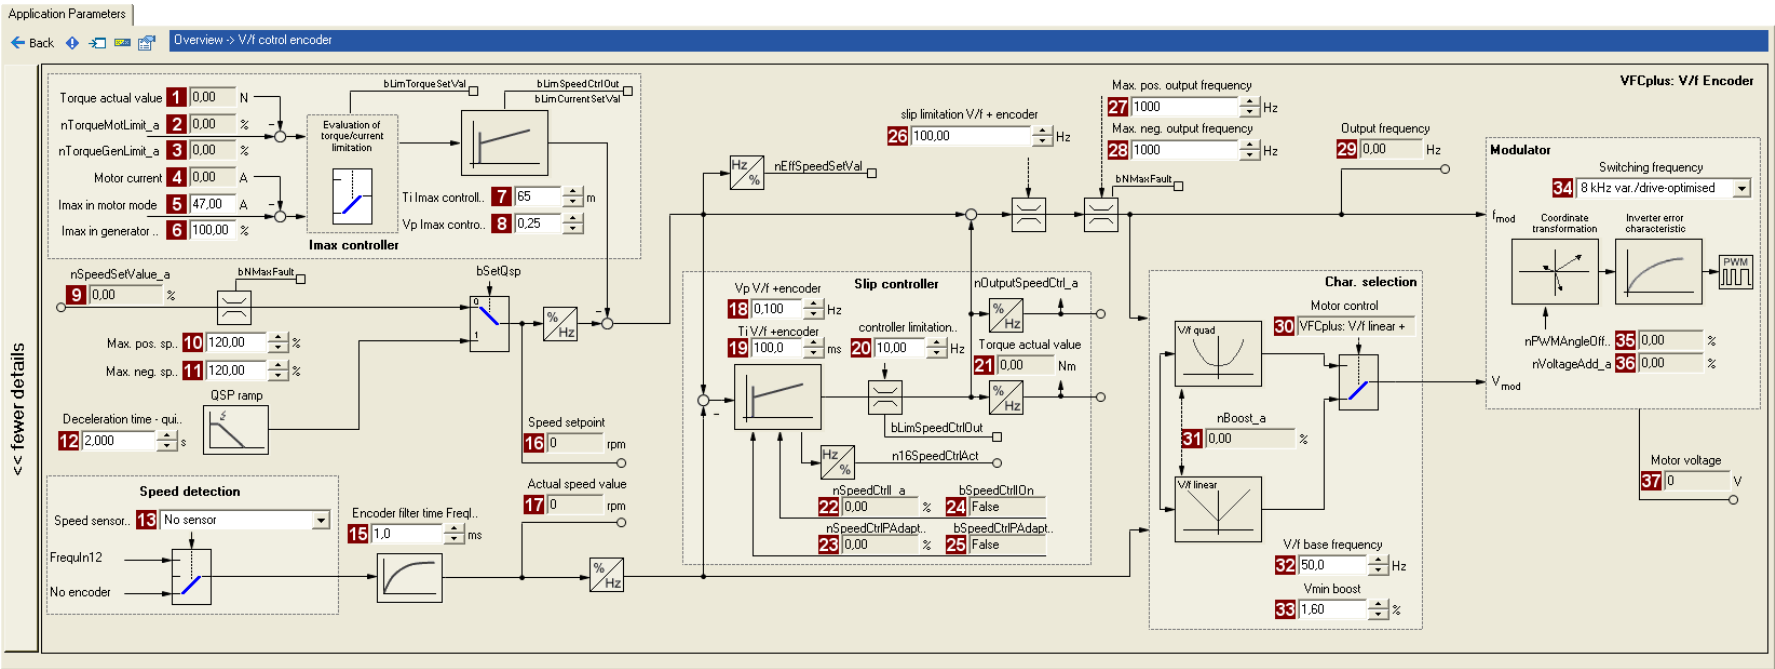 Application Parameters
Back
Overview -> V/f cotrol encoder
<< fewer details
VFCplus: V/f Encoder
Torque actual value 1 0,00 N
nTorqueMotLimit_a 2 0,00 %
nTorqueGenLimit_a 3 0,00 %
Motor current 4 0,00 A
Imax in motor mode 5 47,00 A
Imax in generator .. 6 100,00 %
Evaluation of
torque/current
limitation
bLimTorqueSetVal
bLimSpeedCtrlOut
bLimCurrentSetVal
Ti Imax controll.. 7 65 m
Vp Imax contro.. 8 0,25
Imax controller
nSpeedSetValue_a
9 0,00 %
bNMaxFault
Max. pos. sp.. 10 120,00 %
Max. neg. sp.. 11 120,00 %
QSP ramp
Deceleration time - qui..
12 2,000 s
bSetQsp
0
1
% Hz
Speed setpoint
16 0 rpm
Actual speed value
17 0 rpm
Speed detection
Speed sensor.. 13 No sensor
FrequIn12
No encoder
Encoder filter time FreqI..
15 1,0 ms
% Hz
Hz %
nEffSpeedSetVal
slip limitation V/f + encoder
26 100,00 Hz
Max. pos. output frequency
27 1000 Hz
Max. neg. output frequency
28 1000 Hz
bNMaxFault
Output frequency
29 0,00 Hz
Slip controller
Vp V/f +encoder
18 0,100 Hz
Ti V/f +encoder
19 100,0 ms
controller limitation..
20 10,00 Hz
nOutputSpeedCtrl_a
% Hz
Torque actual value
21 0,00 Nm
% Hz
bLimSpeedCtrlOut
Hz %
n16SpeedCtrlAct
nSpeedCtrlI_a
22 0,00 %
bSpeedCtrlIOn
24 False
nSpeedCtrlPAdapt..
23 0,00 %
bSpeedCtrlPAdapt..
25 False
Char. selection
Motor control
30 VFCplus: V/f linear +
V/f quad
nBoost_a
31 0,00 %
V/f linear
V/f base frequency
32 50,0 Hz
Vmin boost
33 1,60 %
Modulator
Switching frequency
34 8 kHz var./drive-optimised
fmod
Coordinate
transformation
Inverter error
characteristic
PWM
nPWMAngleOff.. 35 0,00 %
nVoltageAdd_a 36 0,00 %
Vmod
Motor voltage
37 0 V